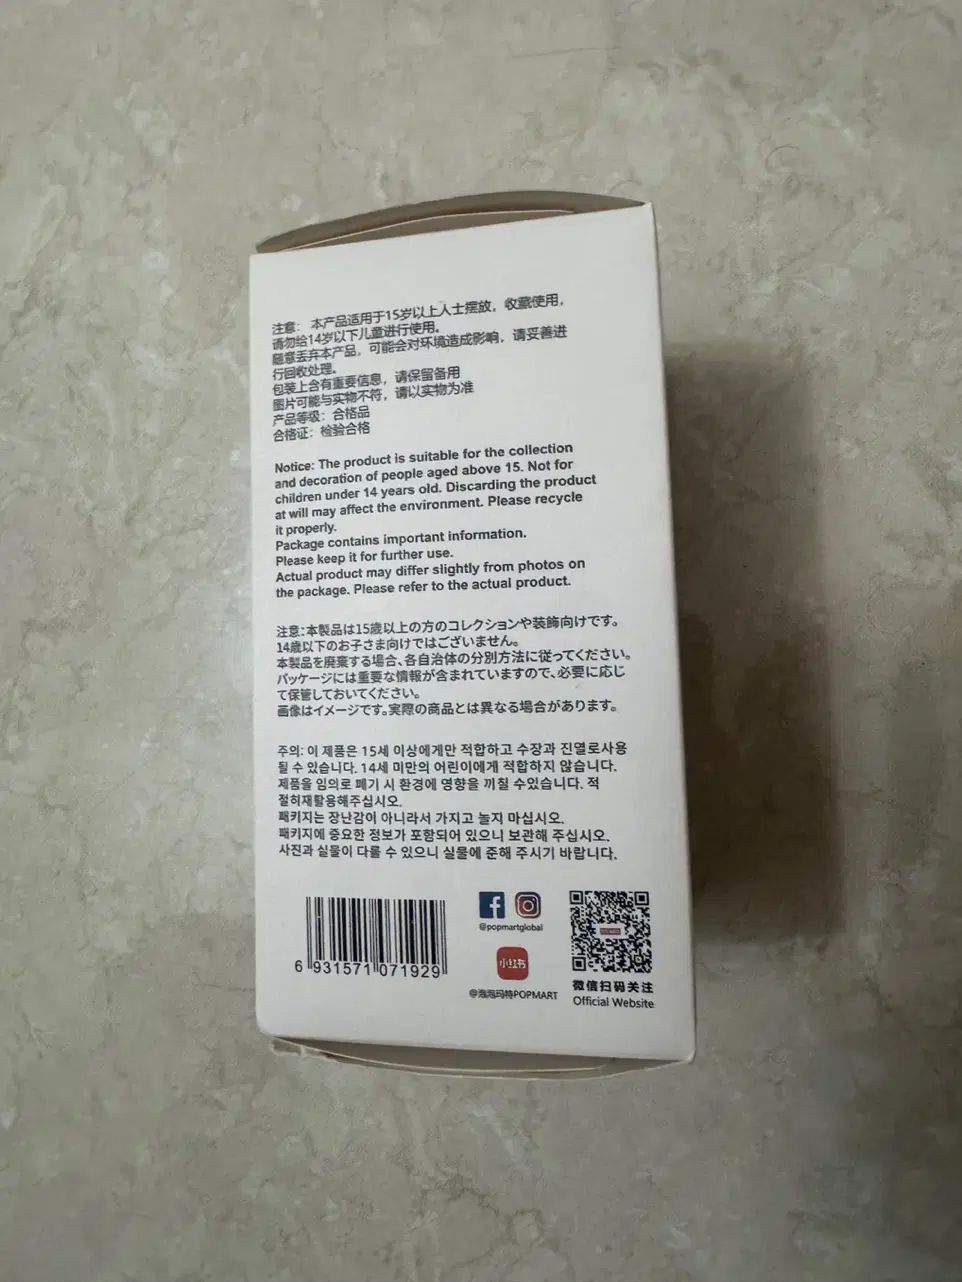 注意： 本产品适用于15岁以上人士摆放，收藏使用，
请勿给14岁以下儿童进行使用。
随意丢弃本产品，可能会对环境造成影响，请妥善进
行回收处理。
包装上含有重要信息，请保留备用
图片可能与实物不符，请以实物为准
产品等级：合格品
合格证：检验合格
Notice: The product is suitable for the collection
and decoration of people aged above 15. Not for
children under 14 years old. Discarding the product
at will may affect the environment. Please recycle
it properly.
Package contains important information.
Please keep it for further use.
Actual product may differ slightly from photos on
the package. Please refer to the actual product.
注意:本製品は15歳以上の方のコレクションや装飾向けです。
14歳以下のお子さま向けではございません。
本製品を廃棄する場合、各自治体の分別方法に従ってください。
パッケージには重要な情報が含まれていますので、必要に応じ
て保管しておいてください。
画像はイメージです。実際の商品とは異なる場合があります。
주의: 이 제품은 15세 이상에게만 적합하고 수장과 진열로사용
될 수 있습니다. 14세 미만의 어린이에게 적합하지 않습니다.
제품을 임의로 폐기 시 환경에 영향을 끼칠 수있습니다. 적
절히재활용해주십시오.
패키지는 장난감이 아니라서 가지고 놀지 마십시오.
패키지에 중요한 정보가 포함되어 있으니 보관해 주십시오.
사진과 실물이 다를 수 있으니 실물에 준해 주시기 바랍니다.
6 931571 071929
@popmartglobal
小红书
@泡泡玛特POPMART
微信扫码关注
Official Website